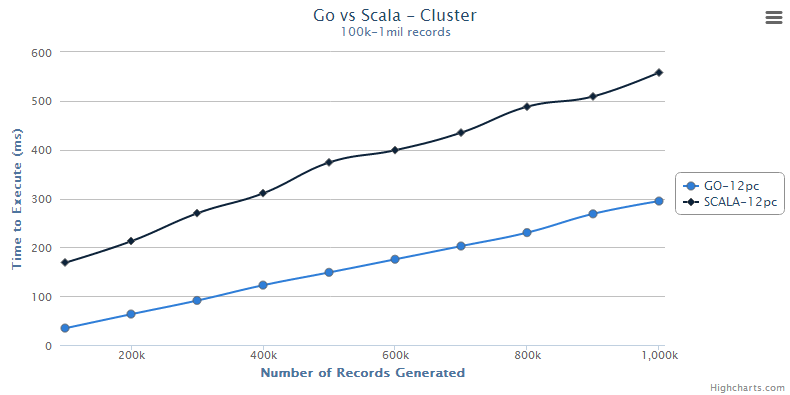 Go vs Scala - Cluster
100k-1mil records
Time to Execute (ms)
600
500
400
300
200
100
0
200k
400k
600k
800k
1,000k
Number of Records Generated
GO-12pc
SCALA-12pc
Highcharts.com